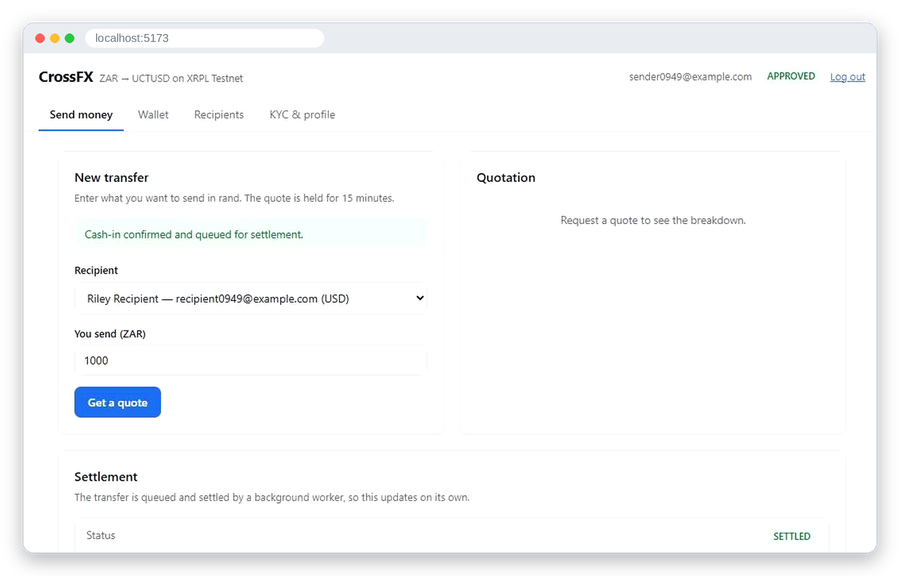 localhost:5173
CrossFX ZAR → UCTUSD on XRPL Testnet
sender0949@example.com APPROVED Log out
Send money Wallet Recipients KYC & profile
New transfer
Enter what you want to send in rand. The quote is held for 15 minutes.
Cash-in confirmed and queued for settlement.
Recipient
Riley Recipient — recipient0949@example.com (USD)
You send (ZAR)
1000
Get a quote
Quotation
Request a quote to see the breakdown.
Settlement
The transfer is queued and settled by a background worker, so this updates on its own.
Status SETTLED